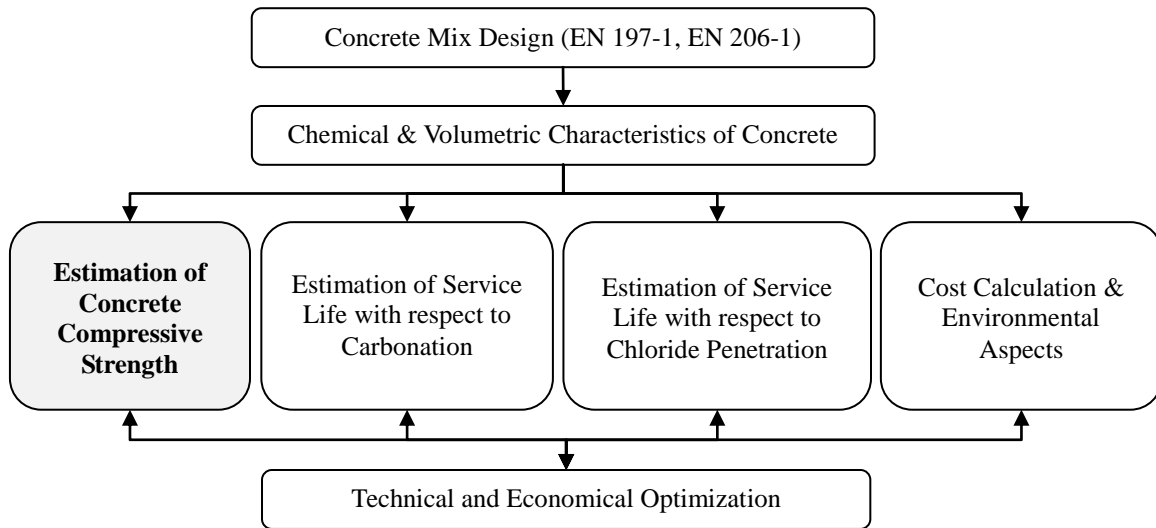 Concrete Mix Design (EN 197-1, EN 206-1)
Chemical & Volumetric Characteristics of Concrete
Estimation of
Concrete
Compressive
Strength
Estimation of Service
Life with respect to
Carbonation
Estimation of Service
Life with respect to
Chloride Penetration
Cost Calculation &
Environmental
Aspects
Technical and Economical Optimization